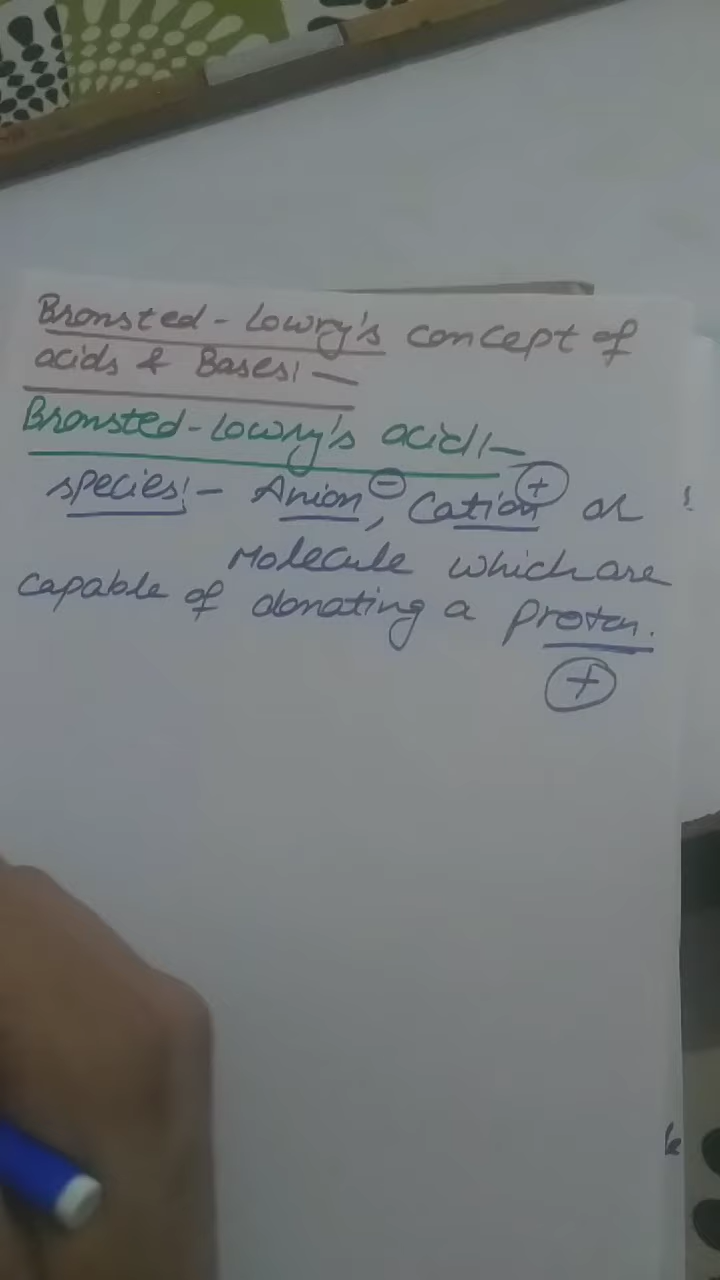 Bronsted-Lowry's concept of
acids & Bases:-
Bronsted-Lowry's acid:-
species:- Anion⊖, Cation⊕ or
Molecule which are
capable of donating a proton.
⊕